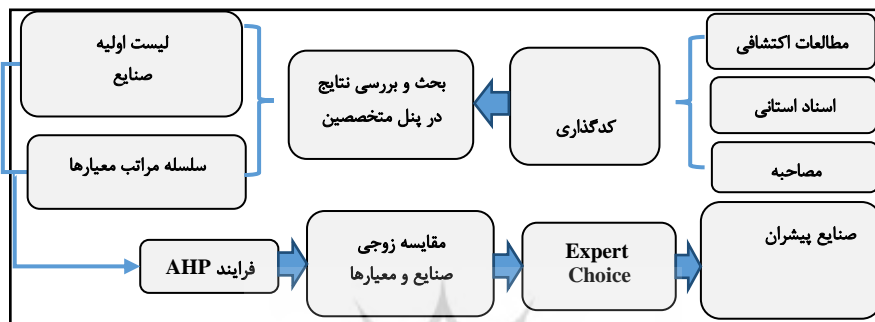 مطالعات اکتشافی
اسناد استانی
مصاحبه
کدگذاری
بحث و بررسی نتایج
در پنل متخصصین
لیست اولیه
صنایع
سلسله مراتب معیارها
فرایند AHP
مقایسه زوجی
صنایع و معیارها
Expert
Choice
صنایع پیشران